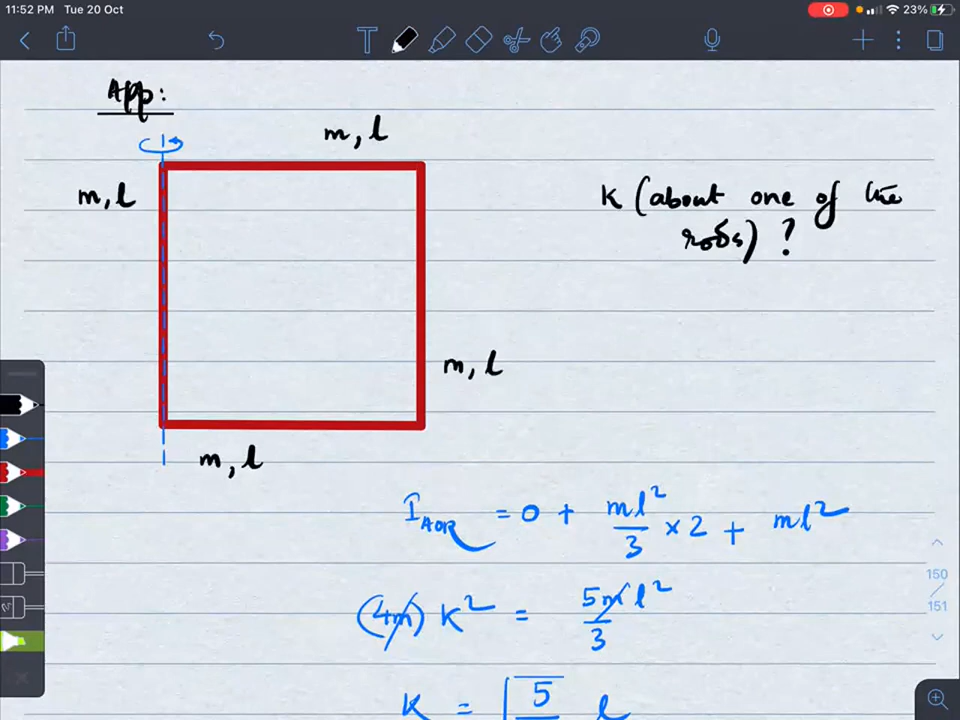 11:52 PM Tue 20 Oct 23%
T
App:
m, l
m, l
K (about one of the
rods) ?
m, l
m, l
I_AOR = 0 + ml²/3 × 2 + ml²
(4m) K² = 5ml²/3
150
/
151
K = √5 l